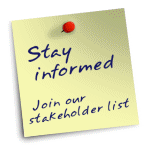 Stay
informed
Join our
stakeholder list